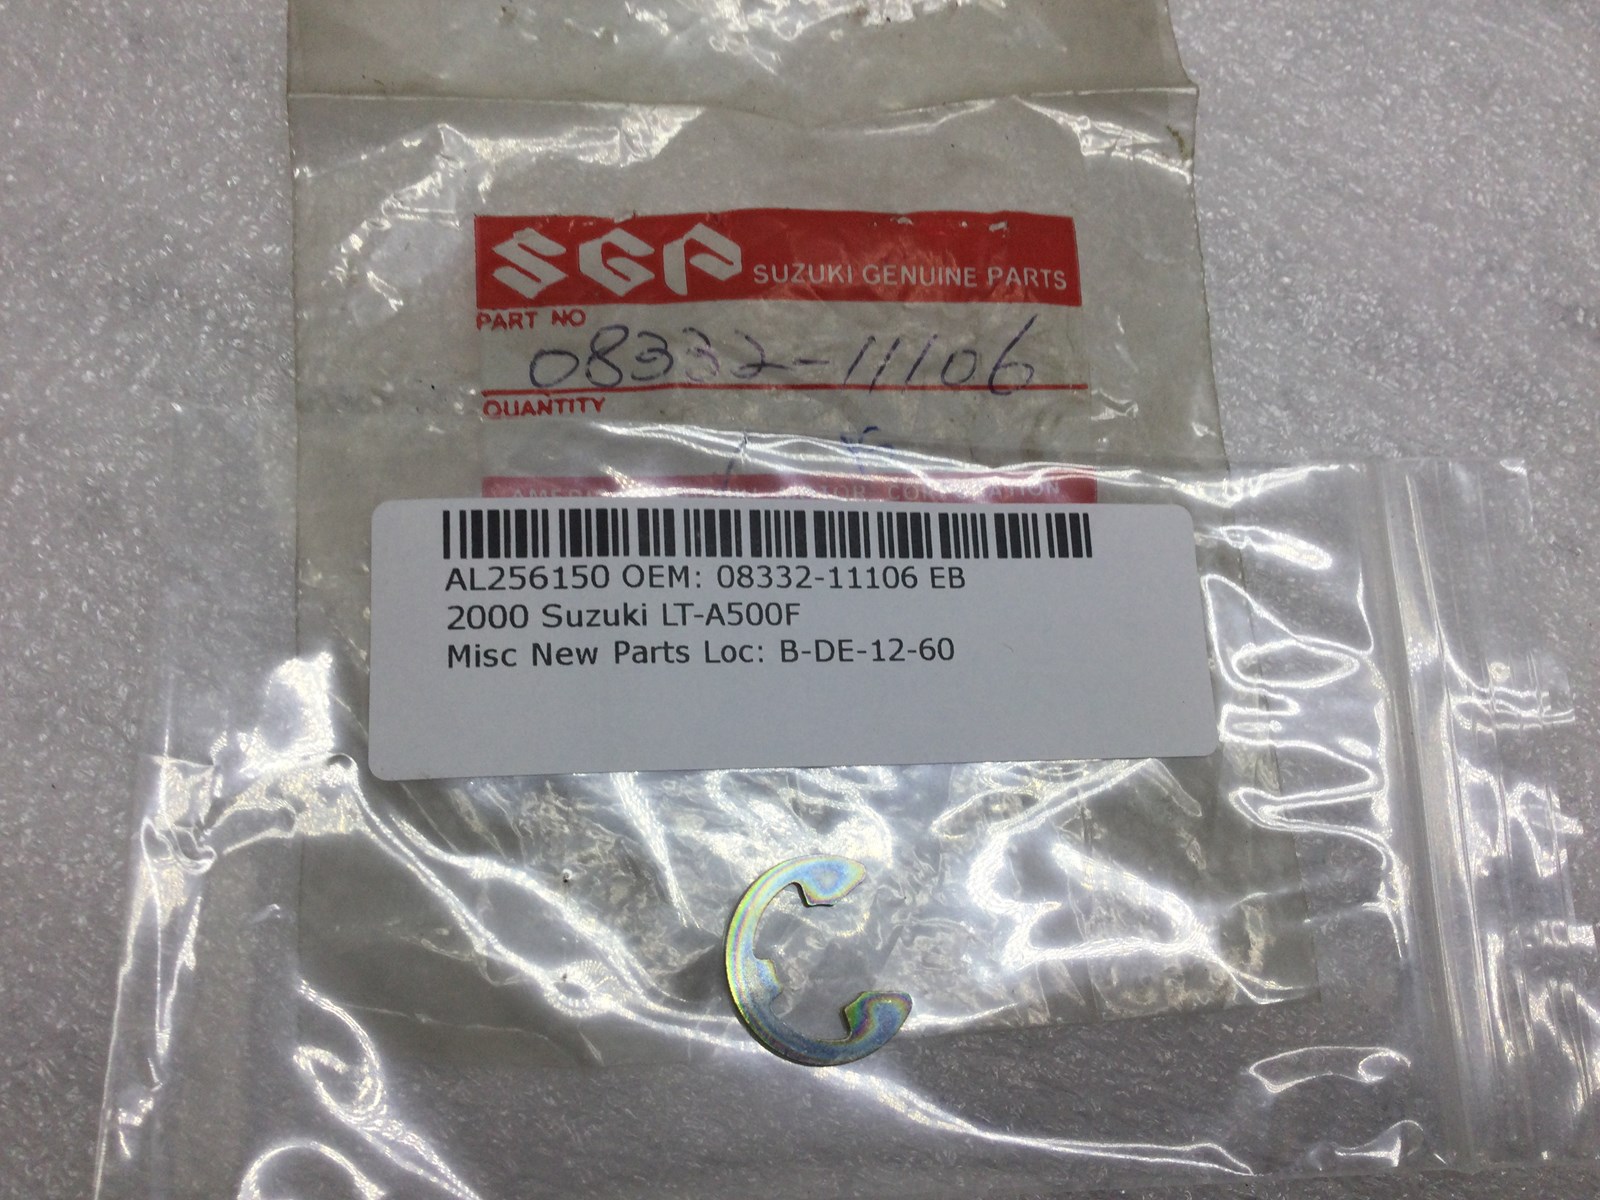 SGP SUZUKI GENUINE PARTS
PART NO
08332-11106
QUANTITY
CORPORATION
AL256150 OEM: 08332-11106 EB
2000 Suzuki LT-A500F
Misc New Parts Loc: B-DE-12-60